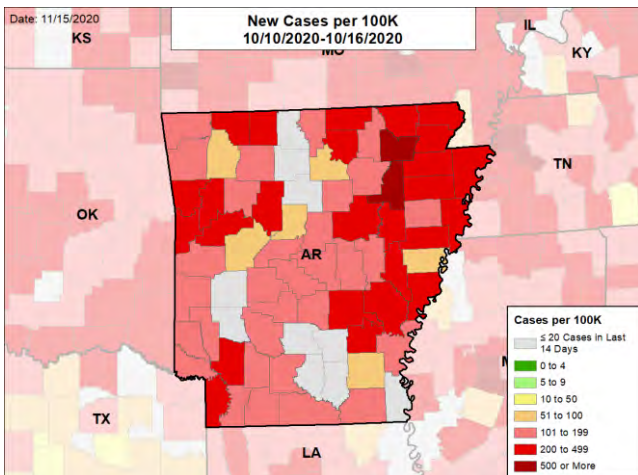 Date: 11/15/2020
New Cases per 100K
10/10/2020-10/16/2020
KS
IL
KY
TN
OK
AR
TX
LA
Cases per 100K
≤ 20 Cases in Last
14 Days
0 to 4
5 to 9
10 to 50
51 to 100
101 to 199
200 to 499
500 or More